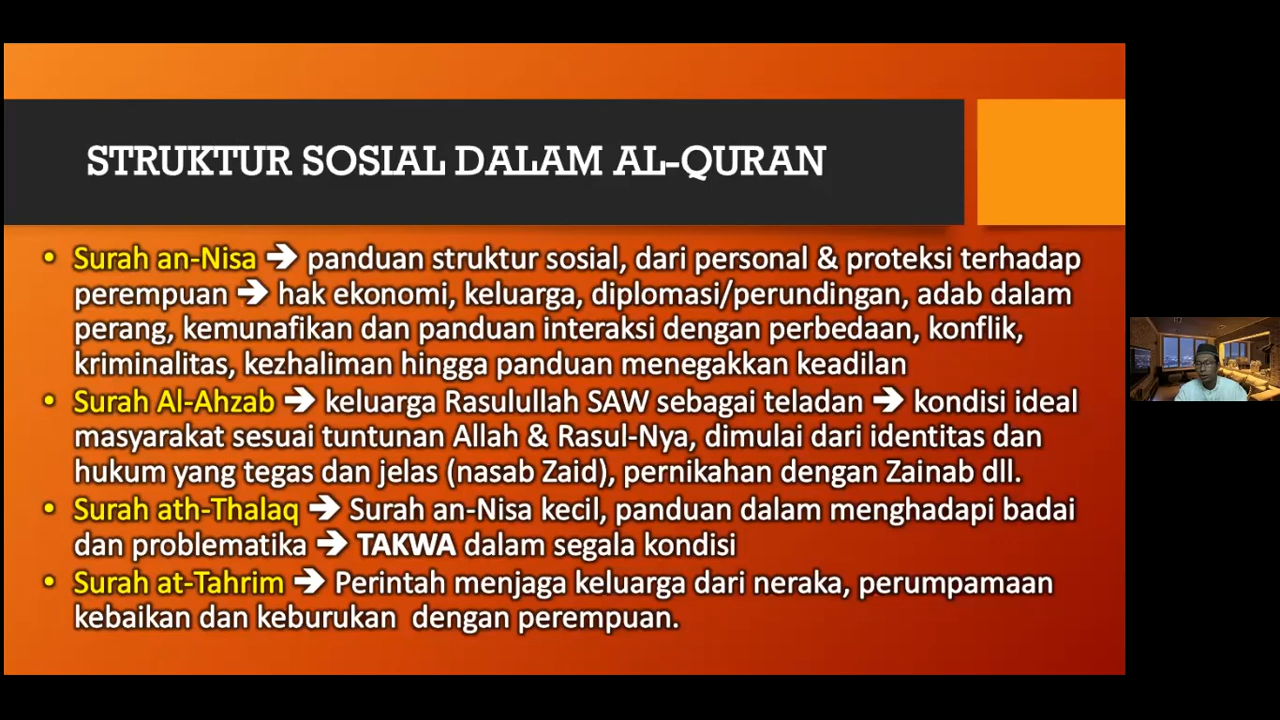 STRUKTUR SOSIAL DALAM AL-QURAN
• Surah an-Nisa ➔ panduan struktur sosial, dari personal & proteksi terhadap
perempuan ➔ hak ekonomi, keluarga, diplomasi/perundingan, adab dalam
perang, kemunafikan dan panduan interaksi dengan perbedaan, konflik,
kriminalitas, kezhaliman hingga panduan menegakkan keadilan
• Surah Al-Ahzab ➔ keluarga Rasulullah SAW sebagai teladan ➔ kondisi ideal
masyarakat sesuai tuntunan Allah & Rasul-Nya, dimulai dari identitas dan
hukum yang tegas dan jelas (nasab Zaid), pernikahan dengan Zainab dll.
• Surah ath-Thalaq ➔ Surah an-Nisa kecil, panduan dalam menghadapi badai
dan problematika ➔ TAKWA dalam segala kondisi
• Surah at-Tahrim ➔ Perintah menjaga keluarga dari neraka, perumpamaan
kebaikan dan keburukan  dengan perempuan.